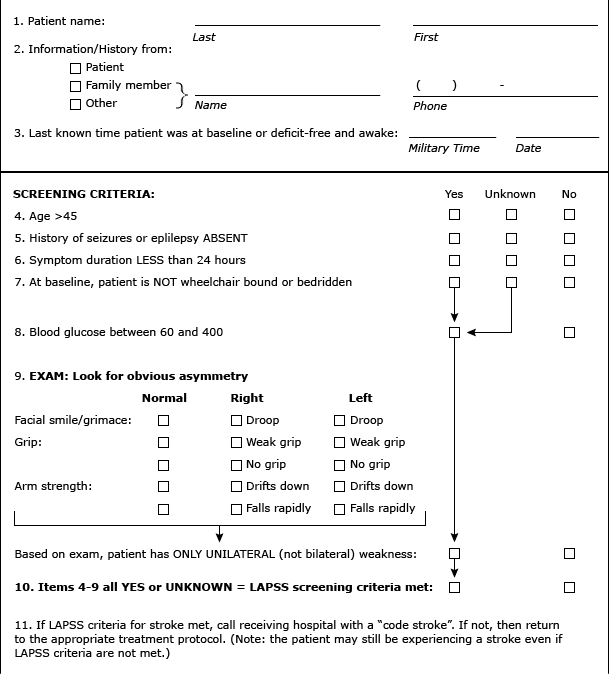 1. Patient name:
Last First
2. Information/History from:
Patient
Family member ( ) -
Other Name Phone
3. Last known time patient was at baseline or deficit-free and awake:
Military Time Date
SCREENING CRITERIA: Yes Unknown No
4. Age >45
5. History of seizures or eplilepsy ABSENT
6. Symptom duration LESS than 24 hours
7. At baseline, patient is NOT wheelchair bound or bedridden
8. Blood glucose between 60 and 400
9. EXAM: Look for obvious asymmetry
Normal Right Left
Facial smile/grimace: Droop Droop
Grip: Weak grip Weak grip
No grip No grip
Arm strength: Drifts down Drifts down
Falls rapidly Falls rapidly
Based on exam, patient has ONLY UNILATERAL (not bilateral) weakness:
10. Items 4-9 all YES or UNKNOWN = LAPSS screening criteria met:
11. If LAPSS criteria for stroke met, call receiving hospital with a “code stroke”. If not, then return
to the appropriate treatment protocol. (Note: the patient may still be experiencing a stroke even if
LAPSS criteria are not met.)